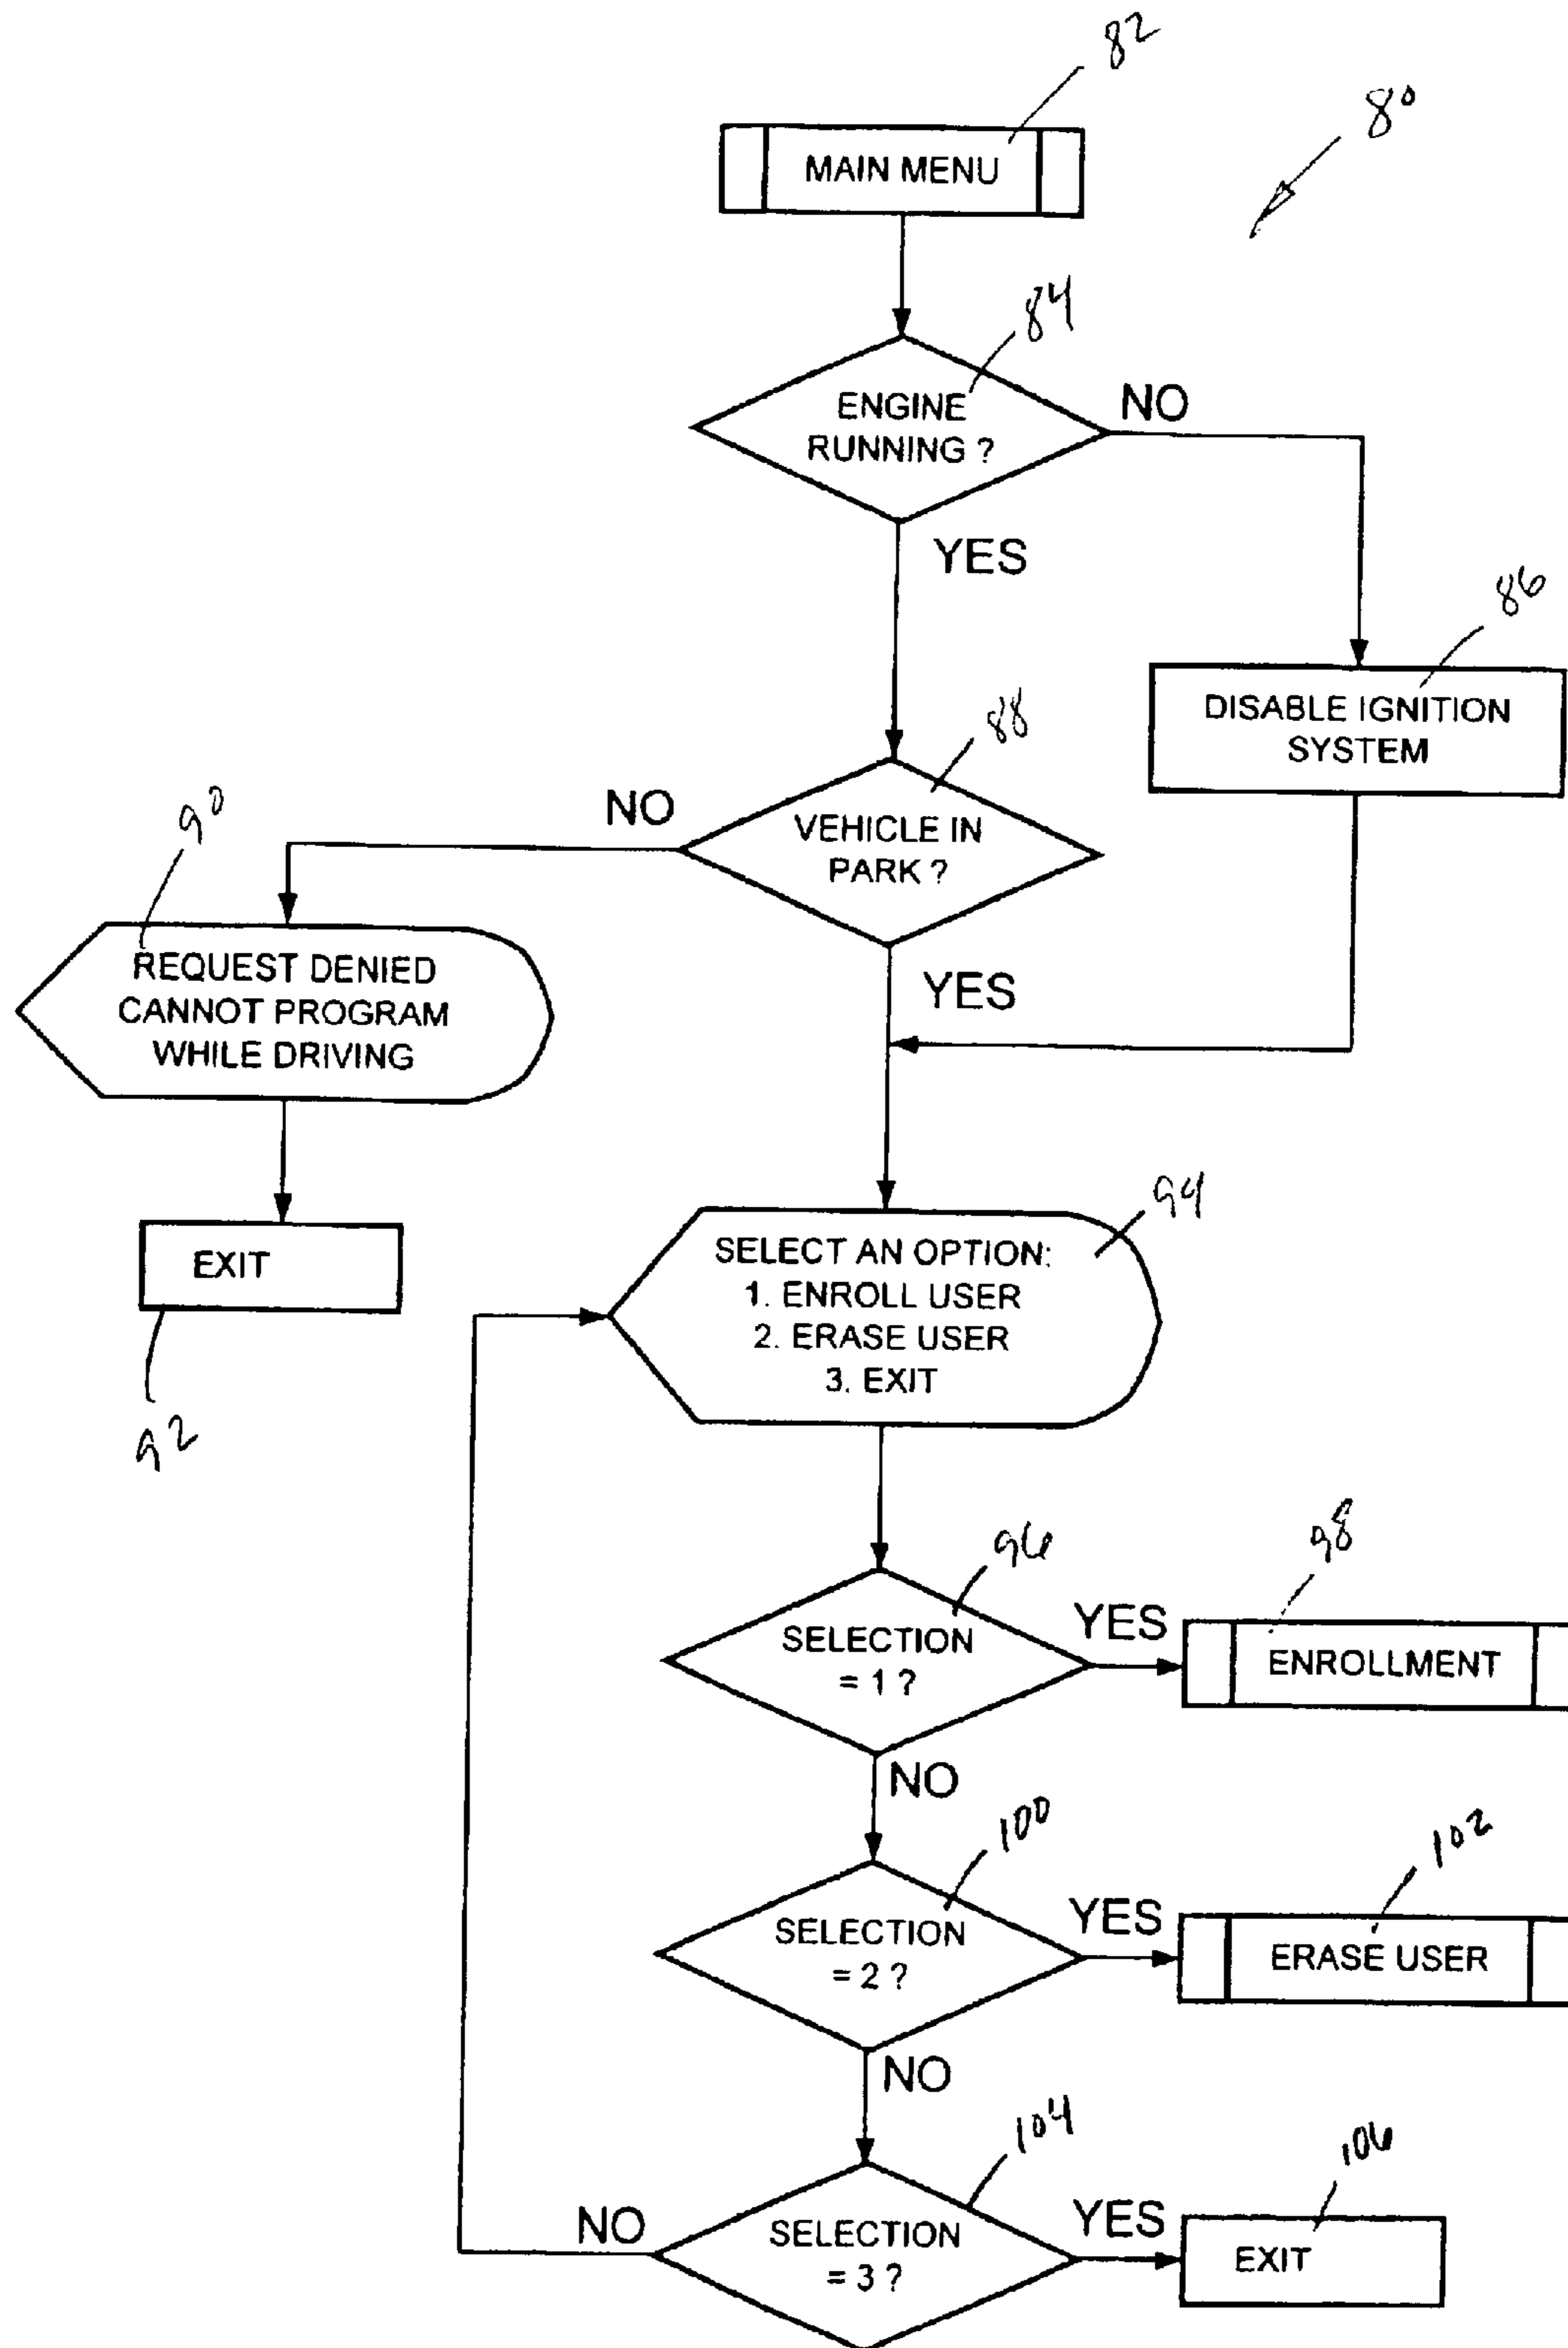 82
80
MAIN MENU
84
ENGINE
RUNNING ?
NO
YES
86
DISABLE IGNITION
SYSTEM
88
VEHICLE IN
PARK ?
NO
90
REQUEST DENIED
CANNOT PROGRAM
WHILE DRIVING
YES
EXIT
92
94
SELECT AN OPTION:
1. ENROLL USER
2. ERASE USER
3. EXIT
96
SELECTION
= 1 ?
YES
98
ENROLLMENT
NO
100
SELECTION
= 2 ?
YES
102
ERASE USER
NO
104
SELECTION
= 3 ?
NO
YES
106
EXIT